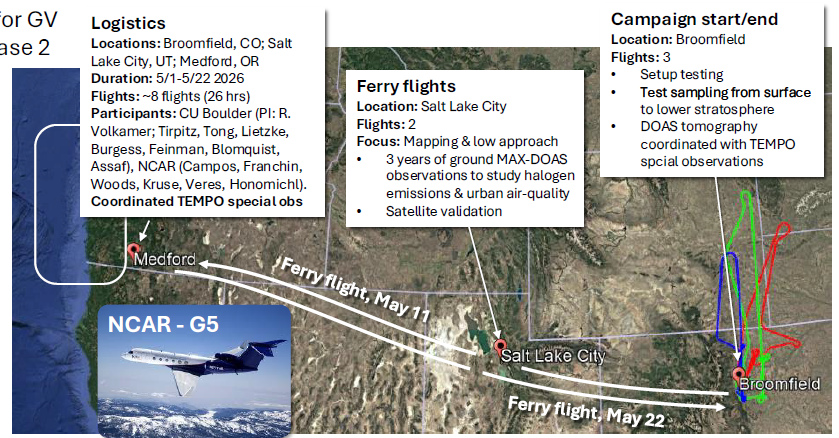 for GV
ase 2
Logistics
Locations: Broomfield, CO; Salt
Lake City, UT; Medford, OR
Duration: 5/1-5/22 2026
Flights: ~8 flights (26 hrs)
Participants: CU Boulder (PI: R.
Volkamer; Tirpitz, Tong, Lietzke,
Burgess, Feinman, Blomquist,
Assaf), NCAR (Campos, Franchin,
Woods, Kruse, Veres, Honomichl).
Coordinated TEMPO special obs
Ferry flights
Location: Salt Lake City
Flights: 2
Focus: Mapping & low approach
• 3 years of ground MAX-DOAS
observations to study halogen
emissions & urban air-quality
• Satellite validation
Campaign start/end
Location: Broomfield
Flights: 3
• Setup testing
• Test sampling from surface
to lower stratosphere
• DOAS tomography
coordinated with TEMPO
spcial observations
Medford
Ferry flight, May 11
NCAR - G5
Salt Lake City
Broomfield
Ferry flight, May 22